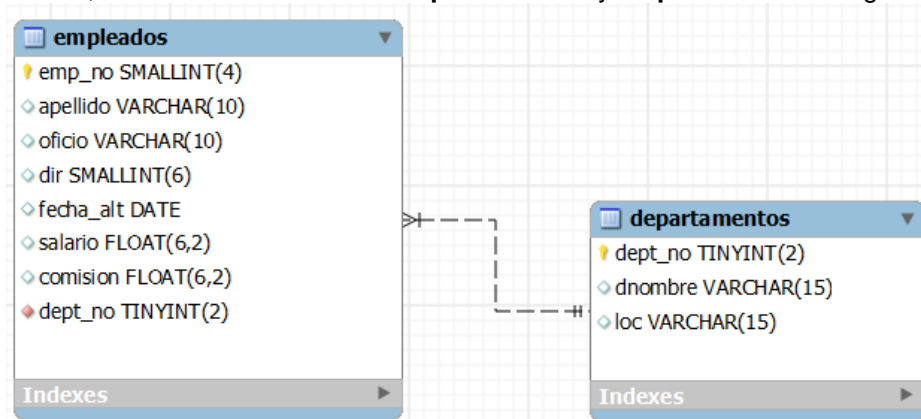 empleados
emp_no SMALLINT(4)
apellido VARCHAR(10)
oficio VARCHAR(10)
dir SMALLINT(6)
fecha_alt DATE
salario FLOAT(6,2)
comision FLOAT(6,2)
dept_no TINYINT(2)
Indexes
departamentos
dept_no TINYINT(2)
dnombre VARCHAR(15)
loc VARCHAR(15)
Indexes